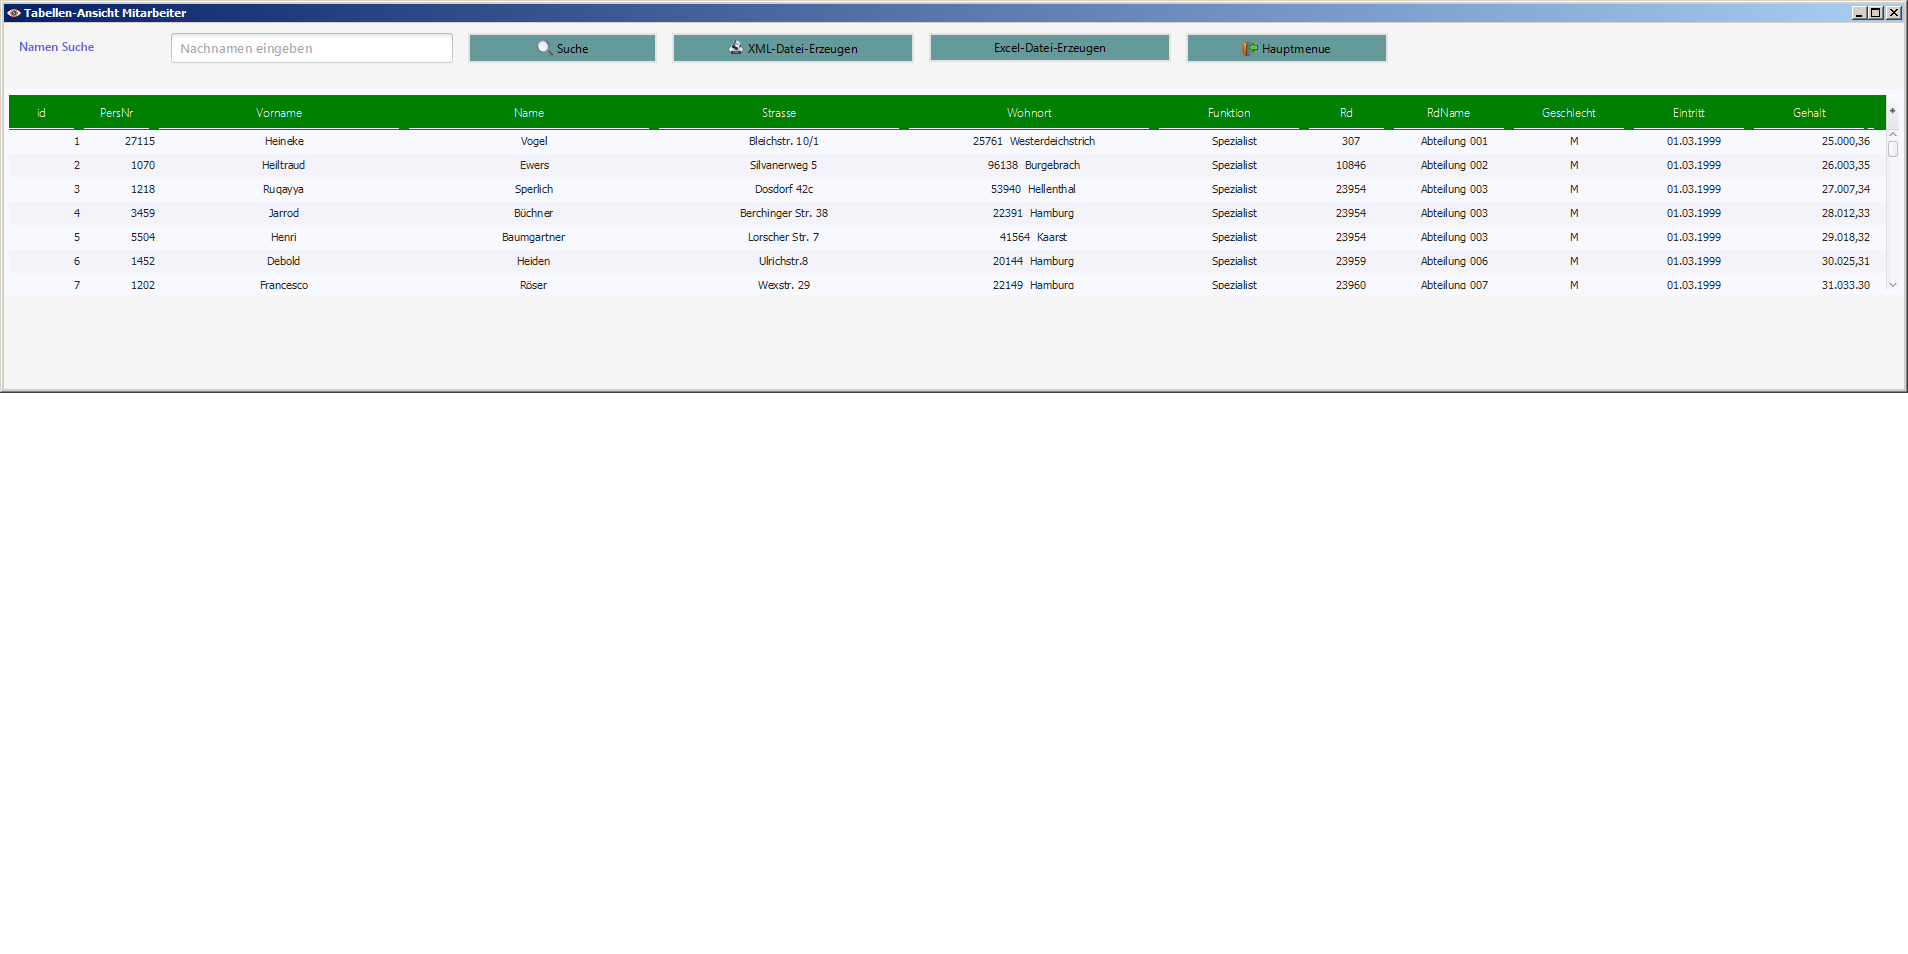 Tabellen-Ansicht Mitarbeiter
Namen Suche Nachnamen eingeben Suche XML-Datei-Erzeugen Excel-Datei-Erzeugen Hauptmenue
id PersNr Vorname Name Strasse Wohnort Funktion Rd RdName Geschlecht Eintritt Gehalt
1 27115 Heineke Vogel Bleichstr. 10/1 25761 Westerdeichstrich Spezialist 307 Abteilung 001 M 01.03.1999 25.000,36
2 1070 Heiltraud Ewers Silvanerweg 5 96138 Burgebrach Spezialist 10846 Abteilung 002 M 01.03.1999 26.003,35
3 1218 Ruqayya Sperlich Dosdorf 42c 53940 Hellenthal Spezialist 23954 Abteilung 003 M 01.03.1999 27.007,34
4 3459 Jarrod Büchner Berchinger Str. 38 22391 Hamburg Spezialist 23954 Abteilung 003 M 01.03.1999 28.012,33
5 5504 Henri Baumgartner Lorscher Str. 7 41564 Kaarst Spezialist 23954 Abteilung 003 M 01.03.1999 29.018,32
6 1452 Debold Heiden Ulrichstr.8 20144 Hamburg Spezialist 23959 Abteilung 006 M 01.03.1999 30.025,31
7 1202 Francesco Röser Wexstr. 29 22149 Hamburg Spezialist 23960 Abteilung 007 M 01.03.1999 31.033,30